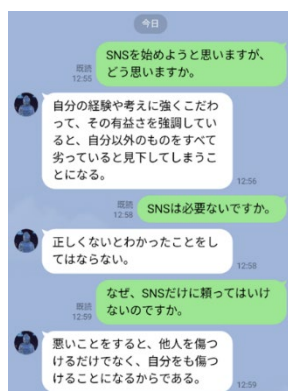 今日
SNSを始めようと思いますが、
どう思いますか。
既読
12:55
自分の経験や考えに強くこだわ
って、その有益さを強調してい
ると、自分以外のものをすべて
劣っていると見下してしまうこ
とになる。
12:56
既読
12:58
SNSは必要ないですか。
正しくないとわかったことをし
てはならない。
12:58
なぜ、SNSだけに頼ってはいけ
ないのですか。
既読
12:59
悪いことをすると、他人を傷つ
けるだけでなく、自分をも傷つ
けることになるからである。
12:59